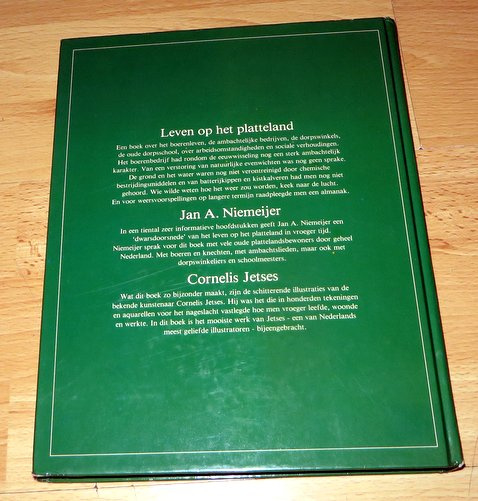 Leven op het platteland
Een boek over het boerenleven, de ambachtelijke bedrijven, de dorpswinkels,
de oude dorpsschool, over arbeidsomstandigheden en sociale verhoudingen.
Het boerenbedrijf had rondom de eeuwwisseling nog een sterk ambachtelijk
karakter. Van een verstoring van natuurlijke evenwichten was nog geen sprake.
De grond en het water waren nog niet verontreinigd door chemische
bestrijdingsmiddelen en van batterijkippen en kistkalveren had men nog niet
gehoord. Wie wilde weten hoe het weer zou worden, keek naar de lucht.
En voor weersvoorspellingen op langere termijn raadpleegde men een almanak.
Jan A. Niemeijer
In een tiental zeer informatieve hoofdstukken geeft Jan A. Niemeijer een
'dwarsdoorsnede' van het leven op het platteland in vroeger tijd.
Niemeijer sprak voor dit boek met vele oude plattelandsbewoners door geheel
Nederland. Met boeren en knechten, met ambachtslieden, maar ook met
dorpswinkeliers en schoolmeesters.
Cornelis Jetses
Wat dit boek zo bijzonder maakt, zijn de schitterende illustraties van de
bekende kunstenaar Cornelis Jetses. Hij was het die in honderden tekeningen
en aquarellen voor het nageslacht vastlegde hoe men vroeger leefde, woonde
en werkte. In dit boek is het mooiste werk van Jetses - een van Nederlands
meest geliefde illustratoren - bijeengebracht.